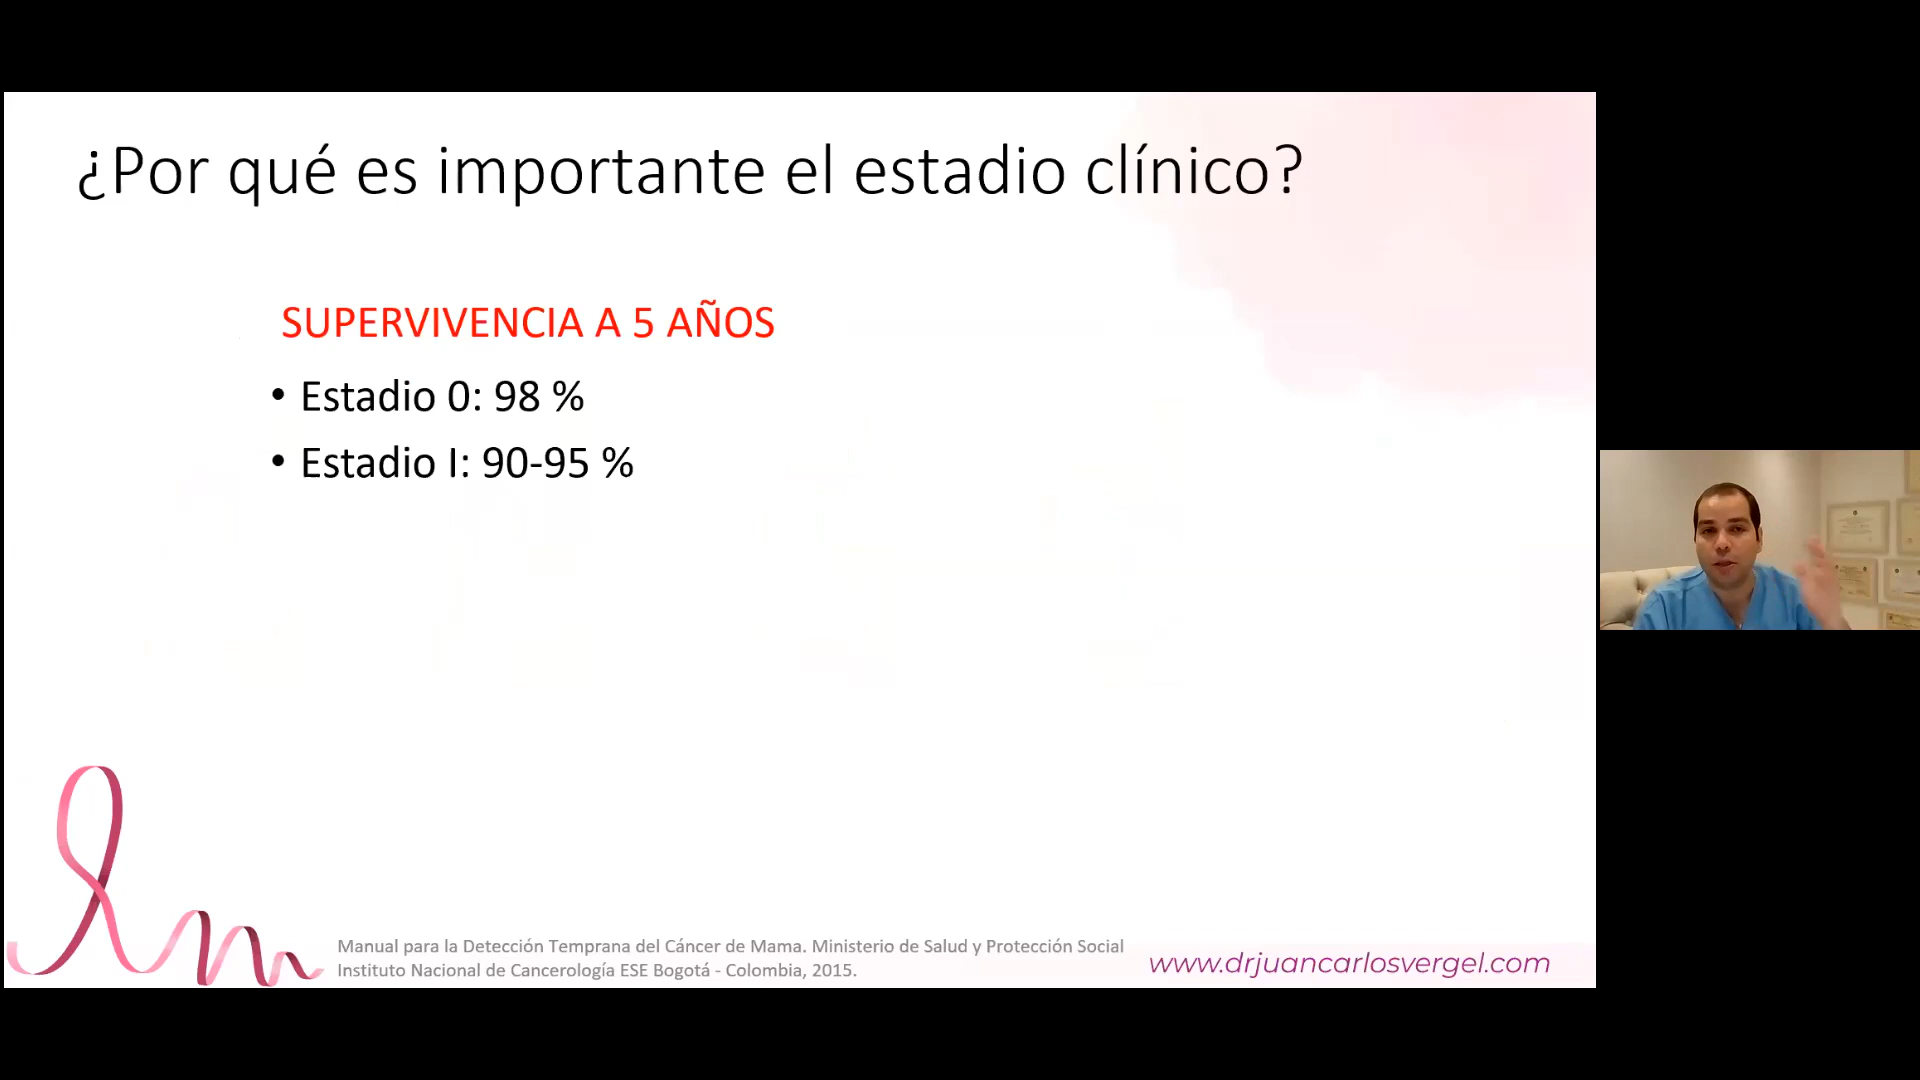 ¿Por qué es importante el estadio clínico?
SUPERVIVENCIA A 5 AÑOS
• Estadio 0: 98 %
• Estadio I: 90-95 %
Manual para la Detección Temprana del Cáncer de Mama. Ministerio de Salud y Protección Social
Instituto Nacional de Cancerología ESE Bogotá - Colombia, 2015.
www.drjuancarlosvergel.com